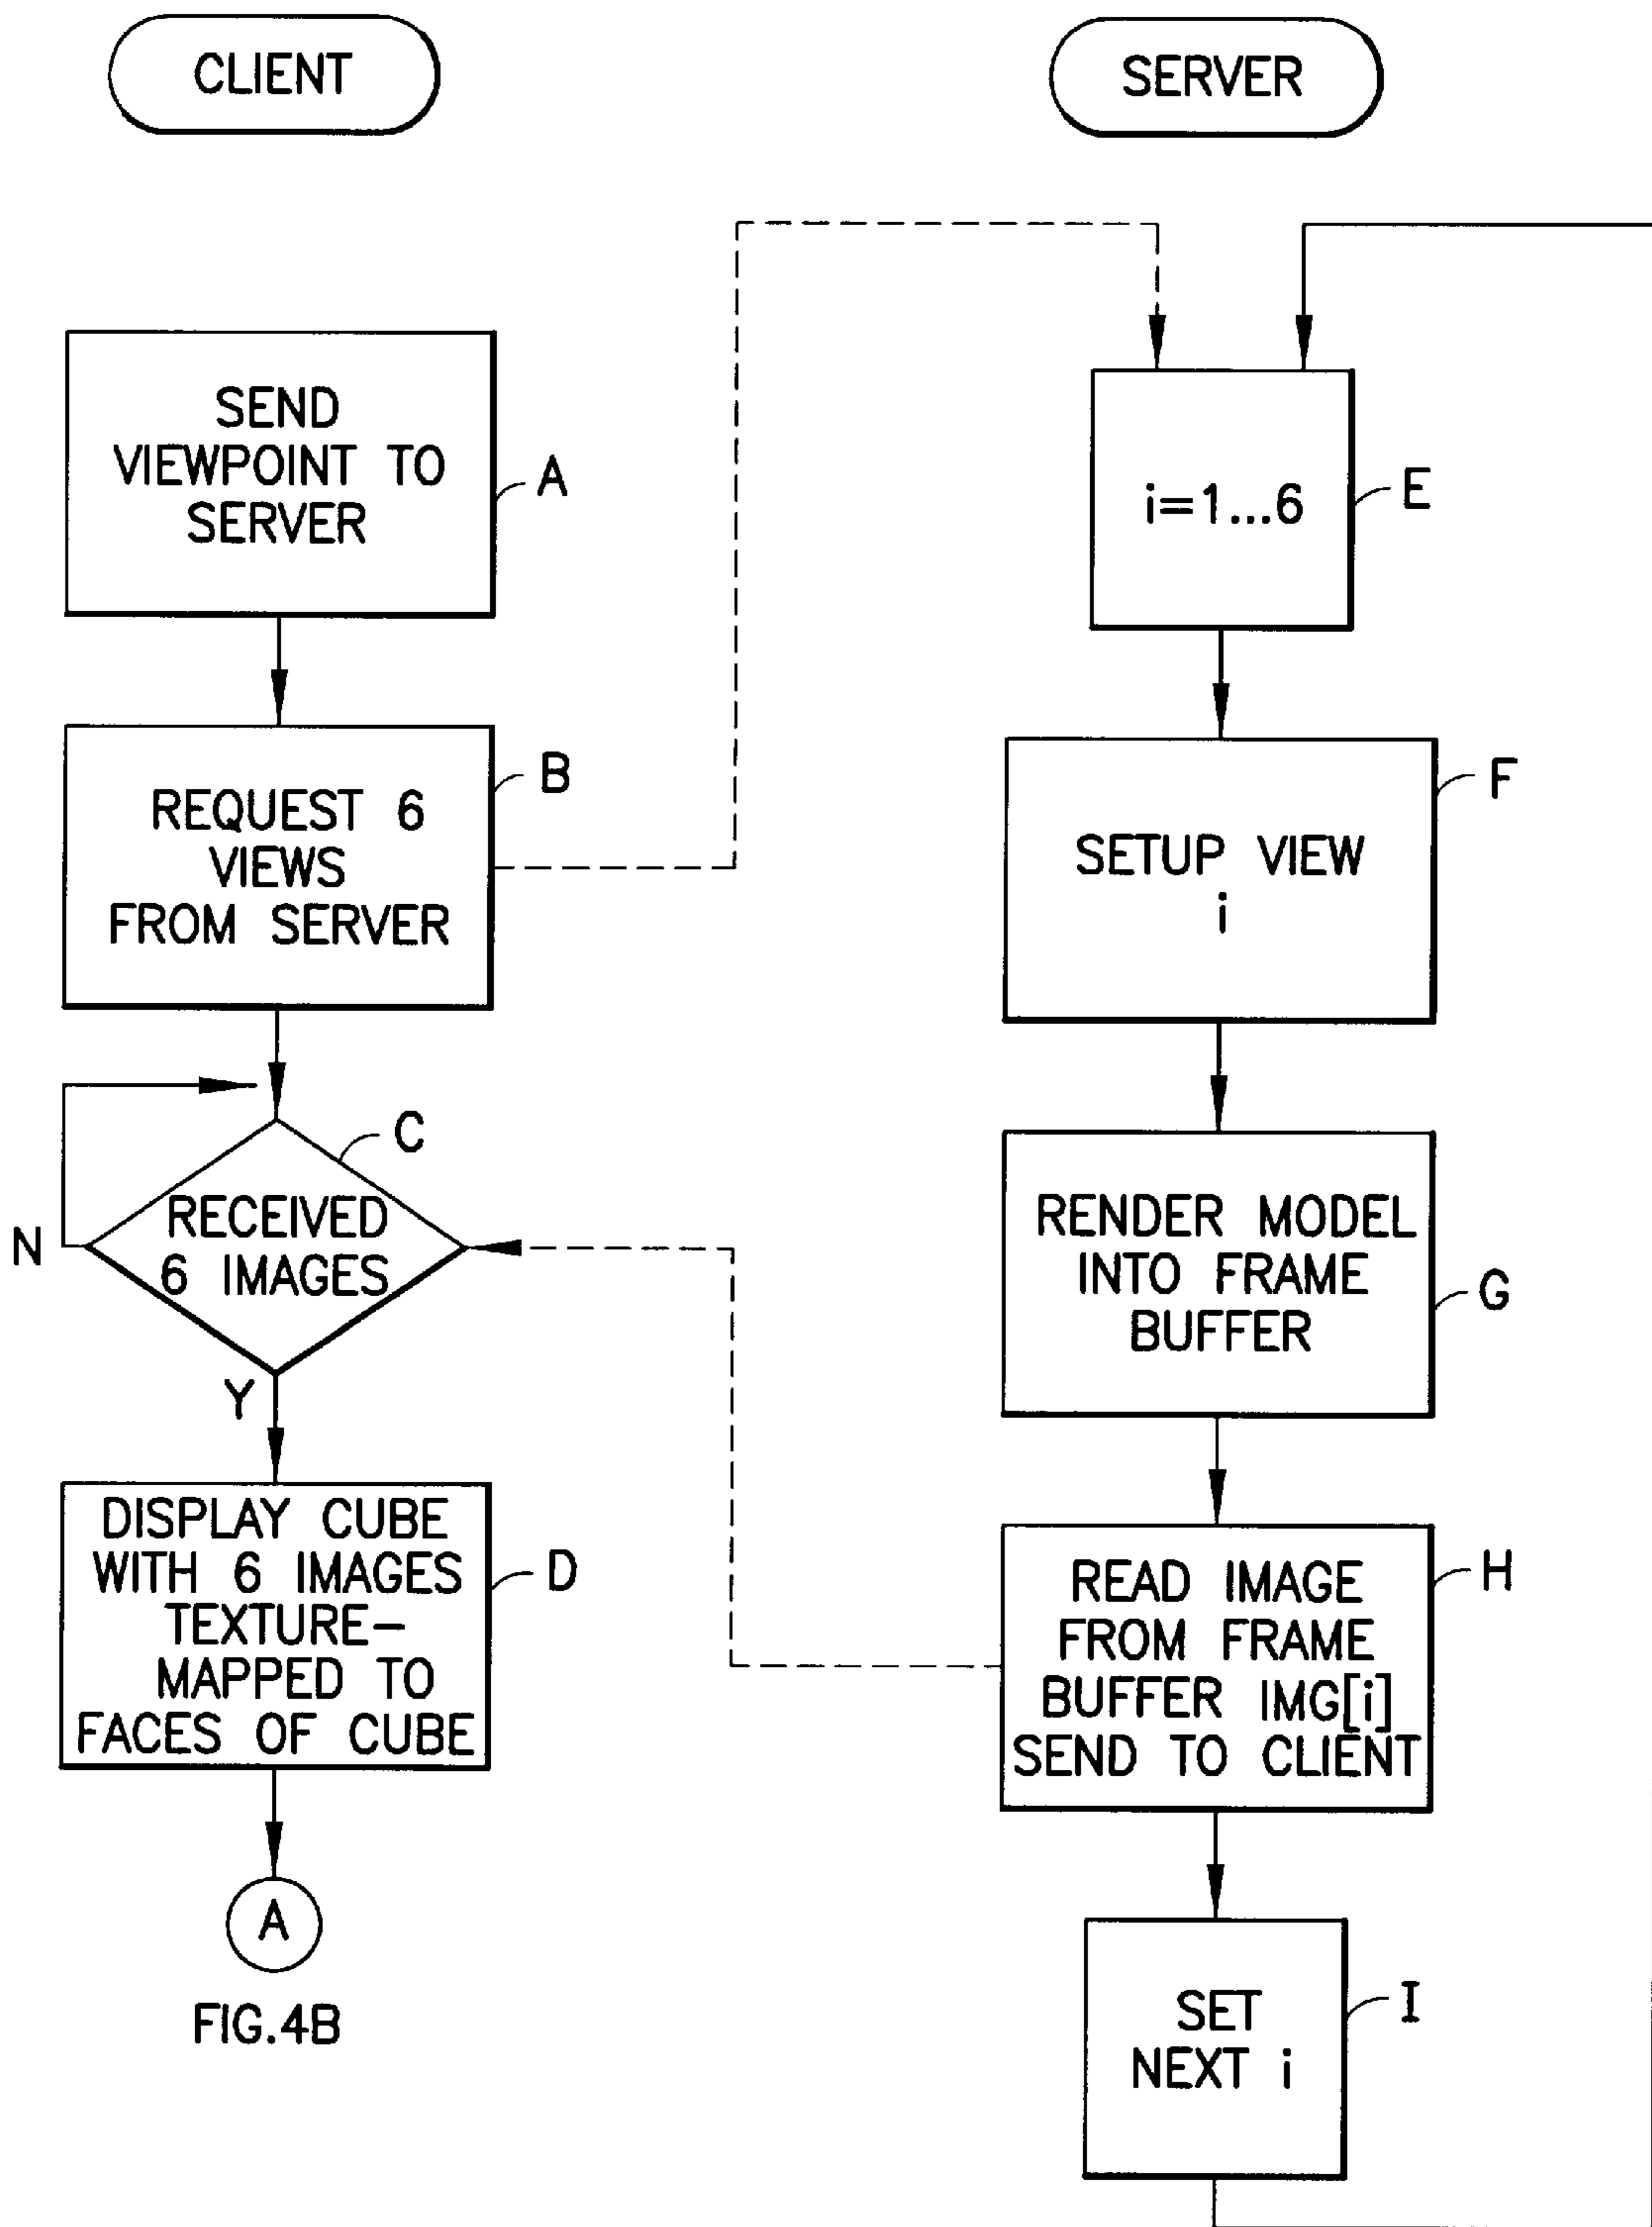 CLIENT
SEND
VIEWPOINT TO
SERVER
A
REQUEST 6
VIEWS
FROM SERVER
B
C
RECEIVED
6 IMAGES
N
Y
DISPLAY CUBE
WITH 6 IMAGES
TEXTURE-
MAPPED TO
FACES OF CUBE
D
A
FIG.4B
SERVER
i=1...6
E
SETUP VIEW
i
F
RENDER MODEL
INTO FRAME
BUFFER
G
READ IMAGE
FROM FRAME
BUFFER IMG[i]
SEND TO CLIENT
H
SET
NEXT i
I